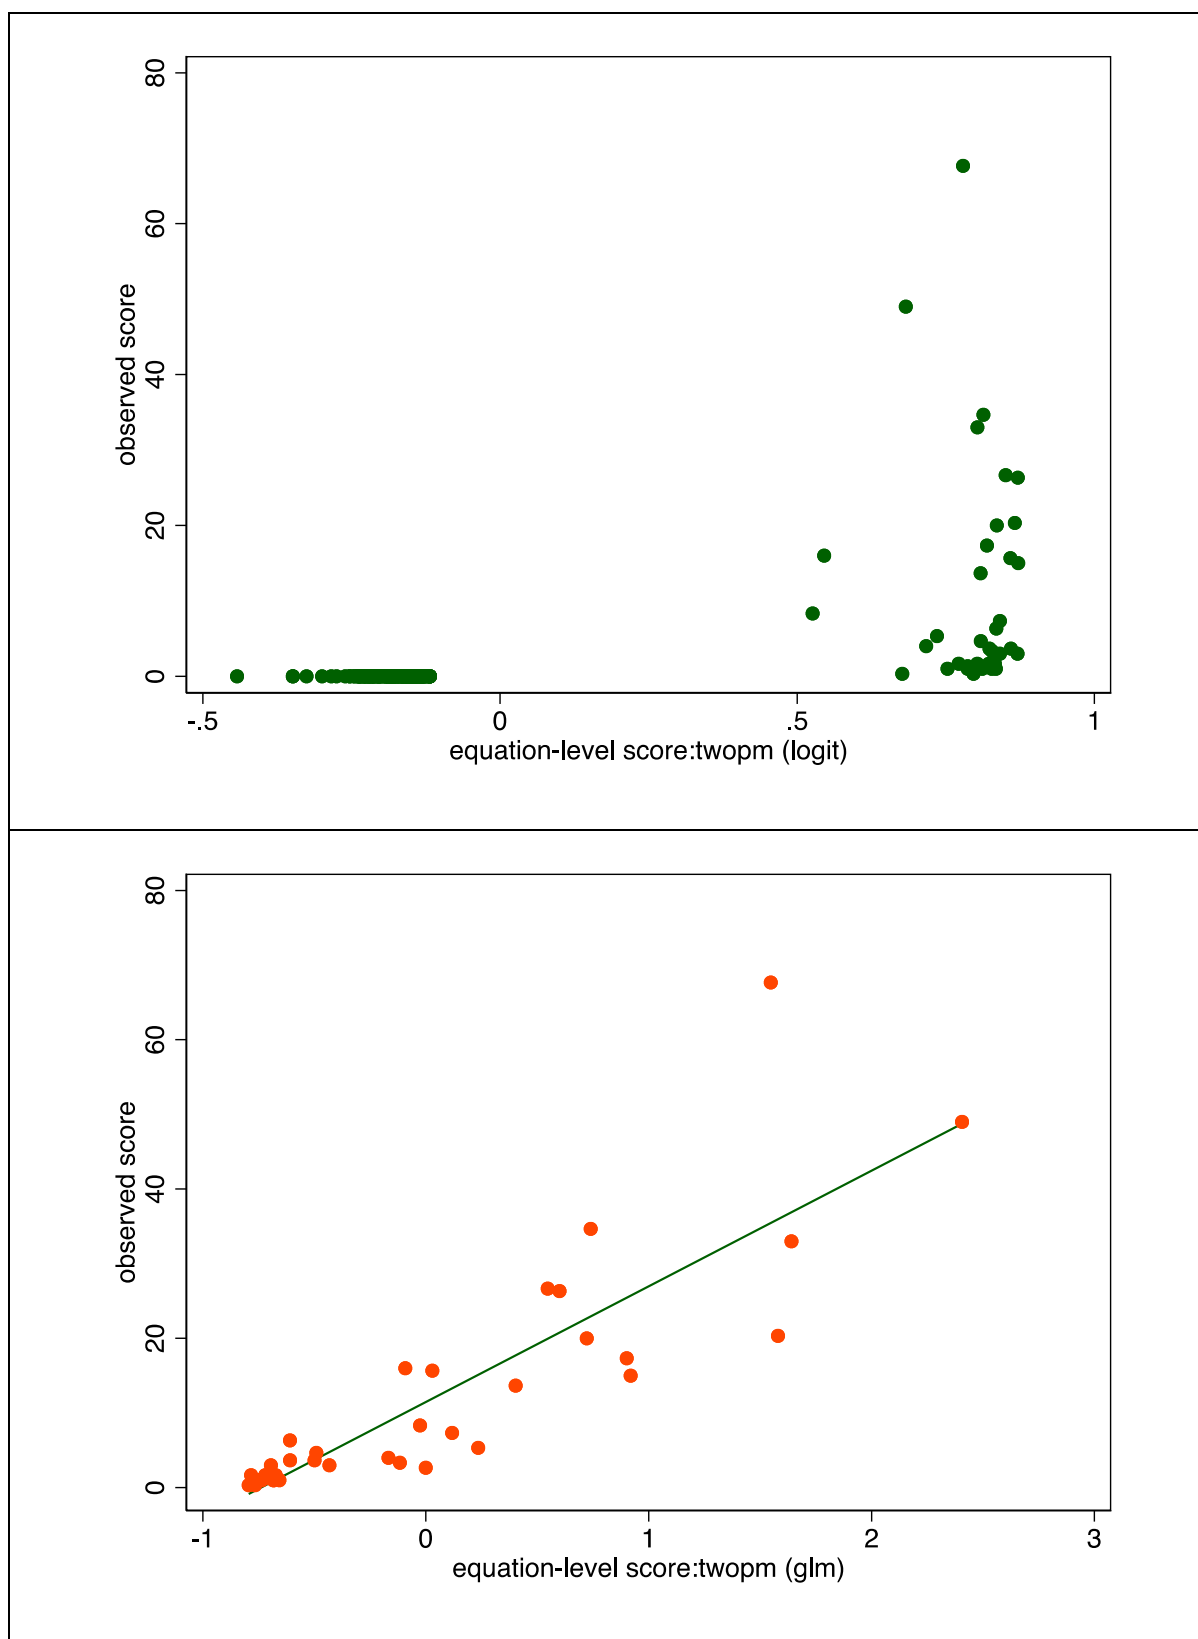 80
60
40
20
0
observed score
-.5 0 .5 1
equation-level score:twopm (logit)
80
60
40
20
0
observed score
-1 0 1 2 3
equation-level score:twopm (glm)